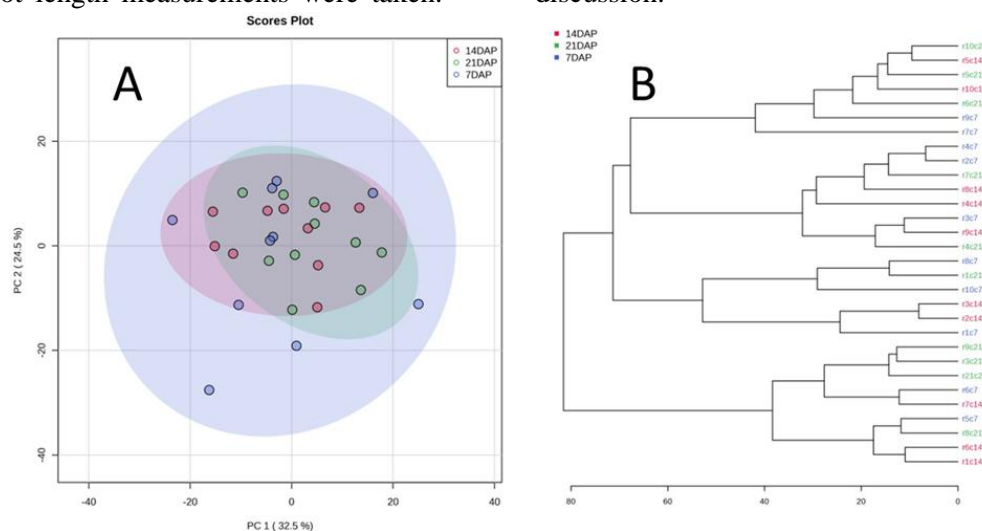 ot length measurements were taken.
discussion.
Scores Plot
A
14DAP
21DAP
7DAP
PC 2 ( 24.5 %)
20
0
-20
-40
-40
-20
0
20
40
PC 1 ( 32.5 %)
14DAP
21DAP
7DAP
B
r10c2
r5c14
r5c21
r10c1
r6c21
r9c7
r7c7
r4c7
r2c7
r7c21
r8c14
r4c14
r3c7
r9c14
r4c21
r8c7
r1c21
r10c7
r3c14
r2c14
r1c7
r9c21
r3c21
r21c2
r6c7
r7c14
r5c7
r8c21
r6c14
r1c14
80
60
40
20
0